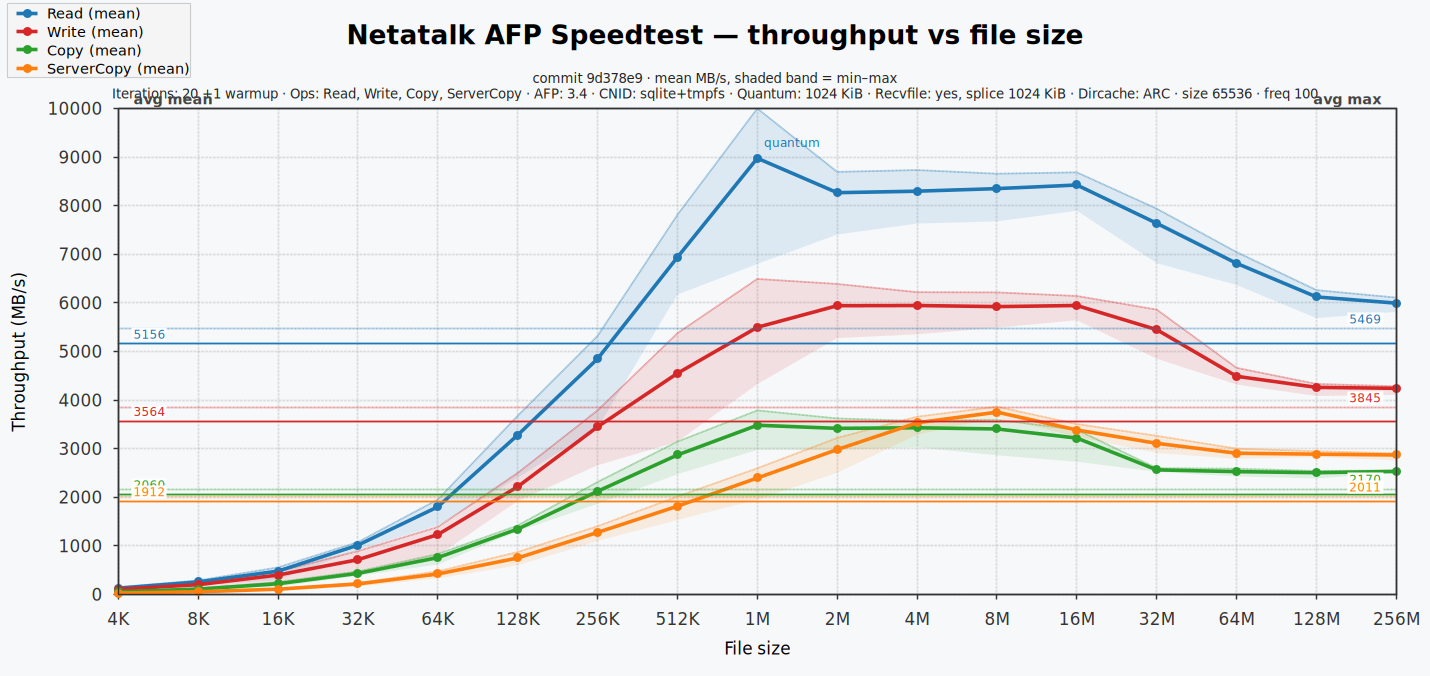 Read (mean)
Write (mean)
Copy (mean)
ServerCopy (mean)
Netatalk AFP Speedtest — throughput vs file size
commit 9d378e9 · mean MB/s, shaded band = min–max
Iterations: 20 +1 warmup · Ops: Read, Write, Copy, ServerCopy · AFP: 3.4 · CNID: sqlite+tmpfs · Quantum: 1024 KiB · Recvfile: yes, splice 1024 KiB · Dircache: ARC · size 65536 · freq 100
avg mean
avg max
10000
9000
8000
7000
6000
5000
4000
3000
2000
1000
0
Throughput (MB/s)
quantum
5156
5469
3564
3845
2060
2170
1912
2011
4K 8K 16K 32K 64K 128K 256K 512K 1M 2M 4M 8M 16M 32M 64M 128M 256M
File size